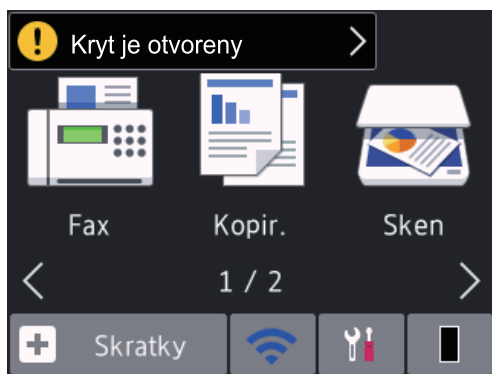 Kryt je otvoreny
Fax
Kopir.
Sken
1 / 2
Skratky